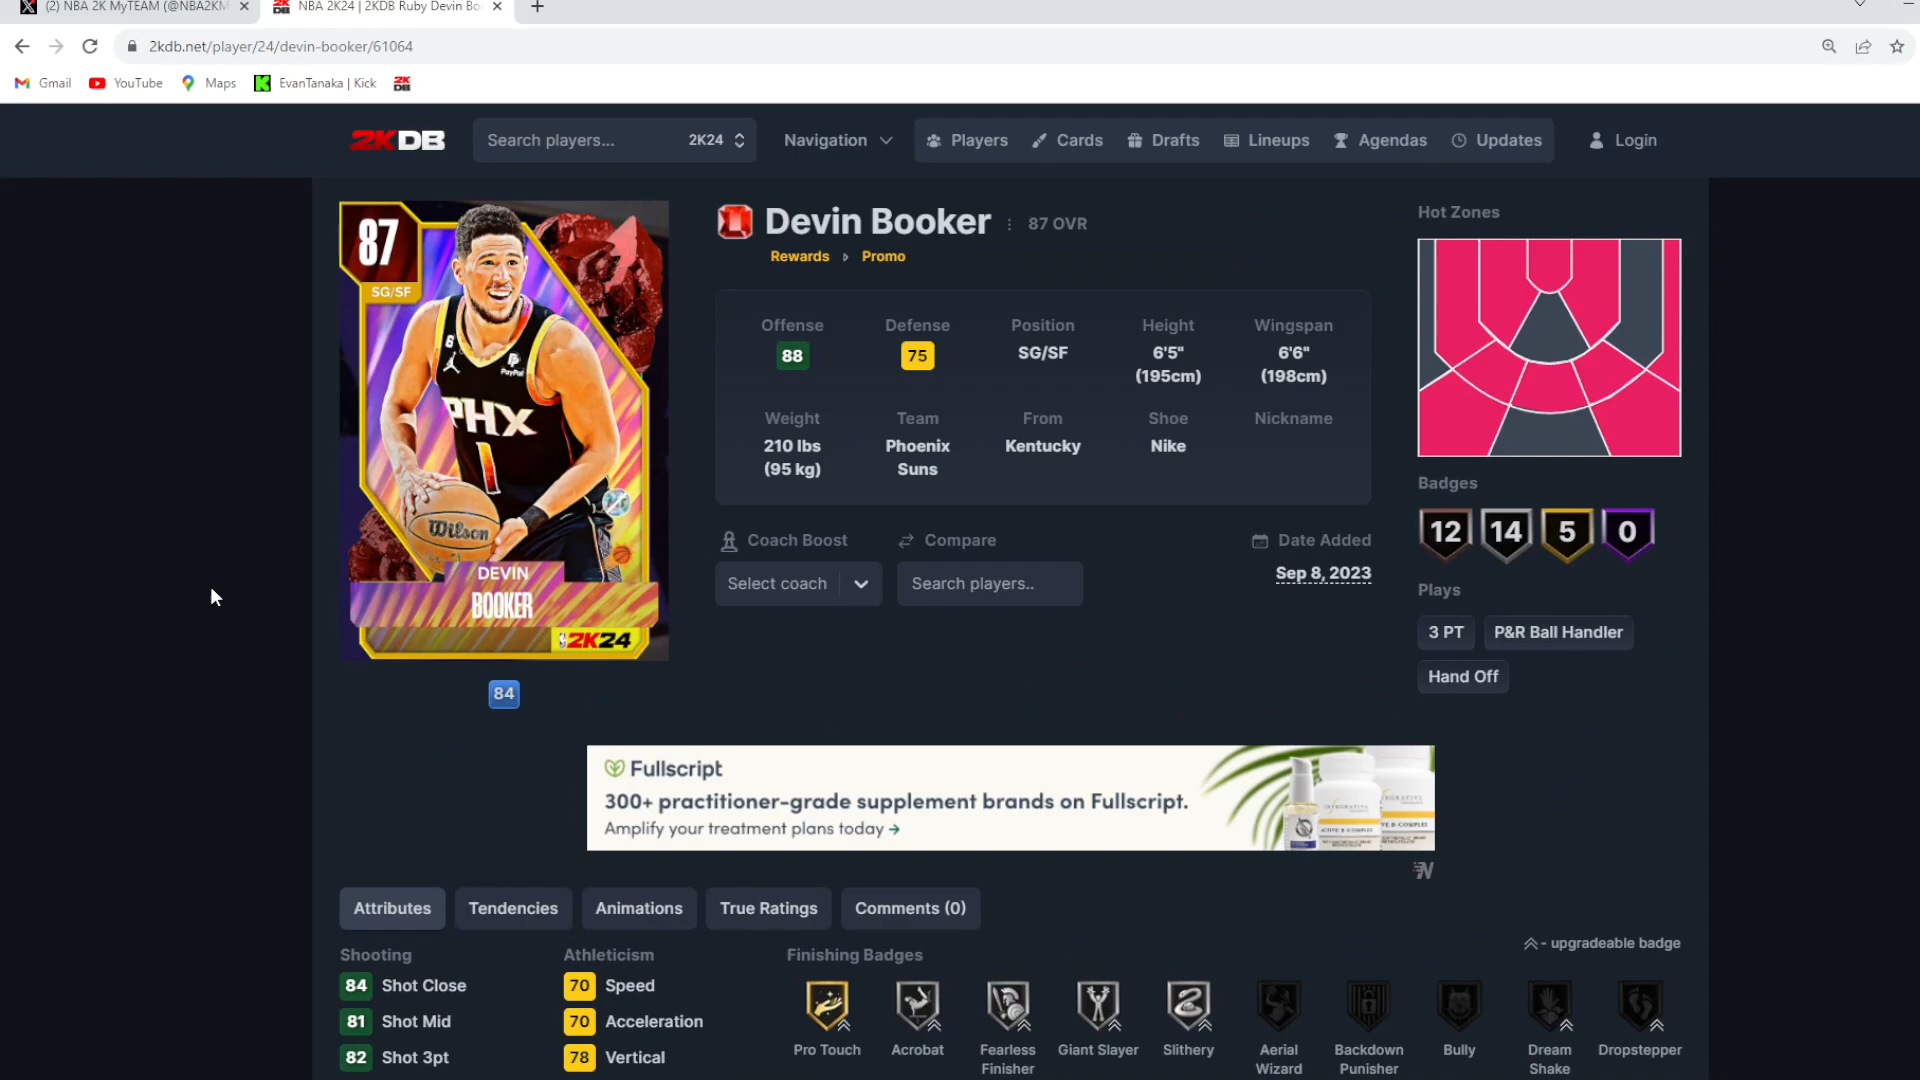 (2) NBA 2K MyTEAM (@NBA2KM
NBA 2K24 | 2KDB Ruby Devin Bo
2kdb.net/player/24/devin-booker/61064
Gmail YouTube Maps EvanTanaka | Kick
2KDB Search players... 2K24 Navigation Players Cards Drafts Lineups Agendas Updates Login
87
SG/SF
6
PayPal
PHX
1
Wilson
DEVIN
BOOKER
2K24
84
Devin Booker : 87 OVR
Rewards Promo
Offense Defense Position Height Wingspan
88 75 SG/SF 6'5" 6'6"
(195cm) (198cm)
Weight Team From Shoe Nickname
210 lbs Phoenix Kentucky Nike
(95 kg) Suns
Coach Boost Compare Date Added
Select coach Search players.. Sep 8, 2023
Hot Zones
Badges
12 14 5 0
Plays
3 PT P&R Ball Handler
Hand Off
Fullscript
300+ practitioner-grade supplement brands on Fullscript.
Amplify your treatment plans today →
Attributes Tendencies Animations True Ratings Comments (0)
- upgradeable badge
Shooting Athleticism Finishing Badges
84 Shot Close 70 Speed
81 Shot Mid 70 Acceleration
82 Shot 3pt 78 Vertical
Pro Touch Acrobat Fearless Giant Slayer Slithery Aerial Backdown Bully Dream Dropstepper
Finisher Wizard Punisher Shake